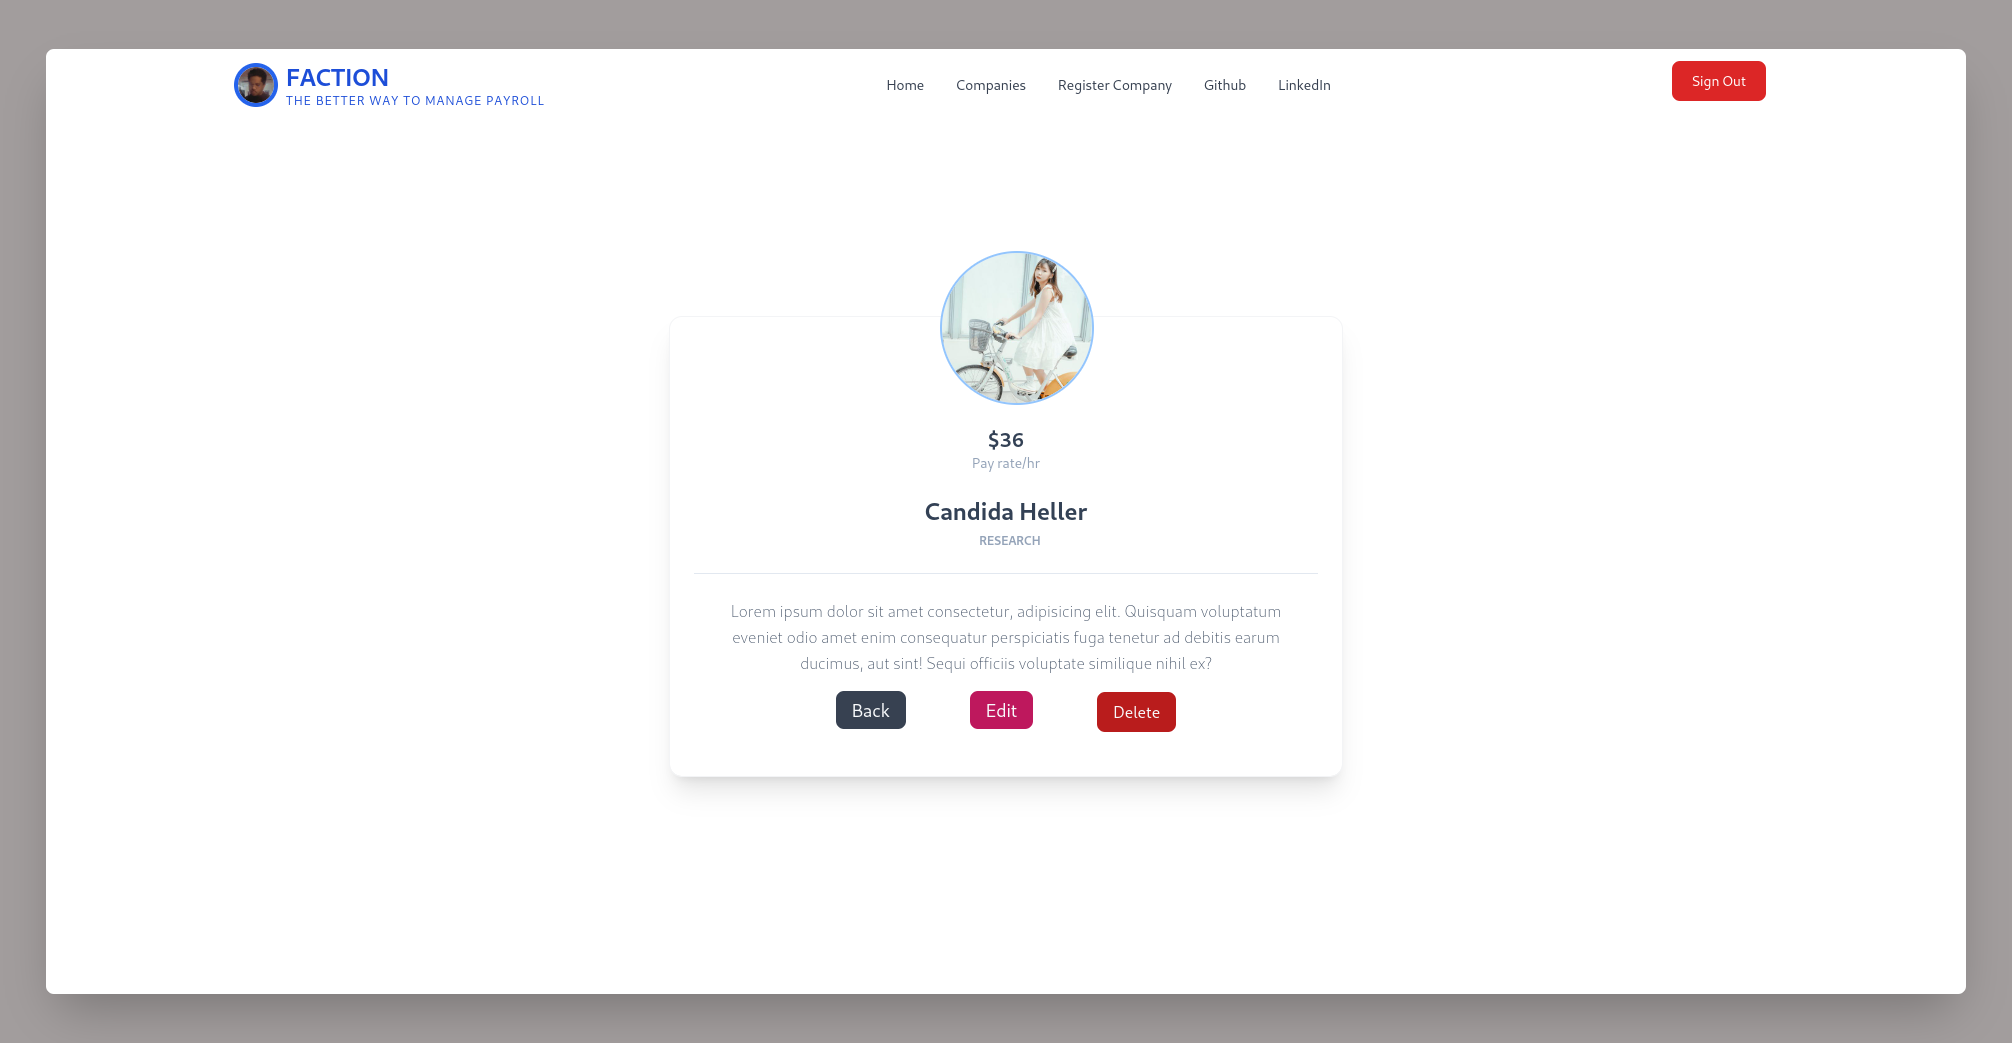 FACTION
THE BETTER WAY TO MANAGE PAYROLL
Home
Companies
Register Company
Github
LinkedIn
Sign Out
$36
Pay rate/hr
Candida Heller
RESEARCH
Lorem ipsum dolor sit amet consectetur, adipisicing elit. Quisquam voluptatum
eveniet odio amet enim consequatur perspiciatis fuga tenetur ad debitis earum
ducimus, aut sint! Sequi officiis voluptate similique nihil ex?
Back
Edit
Delete